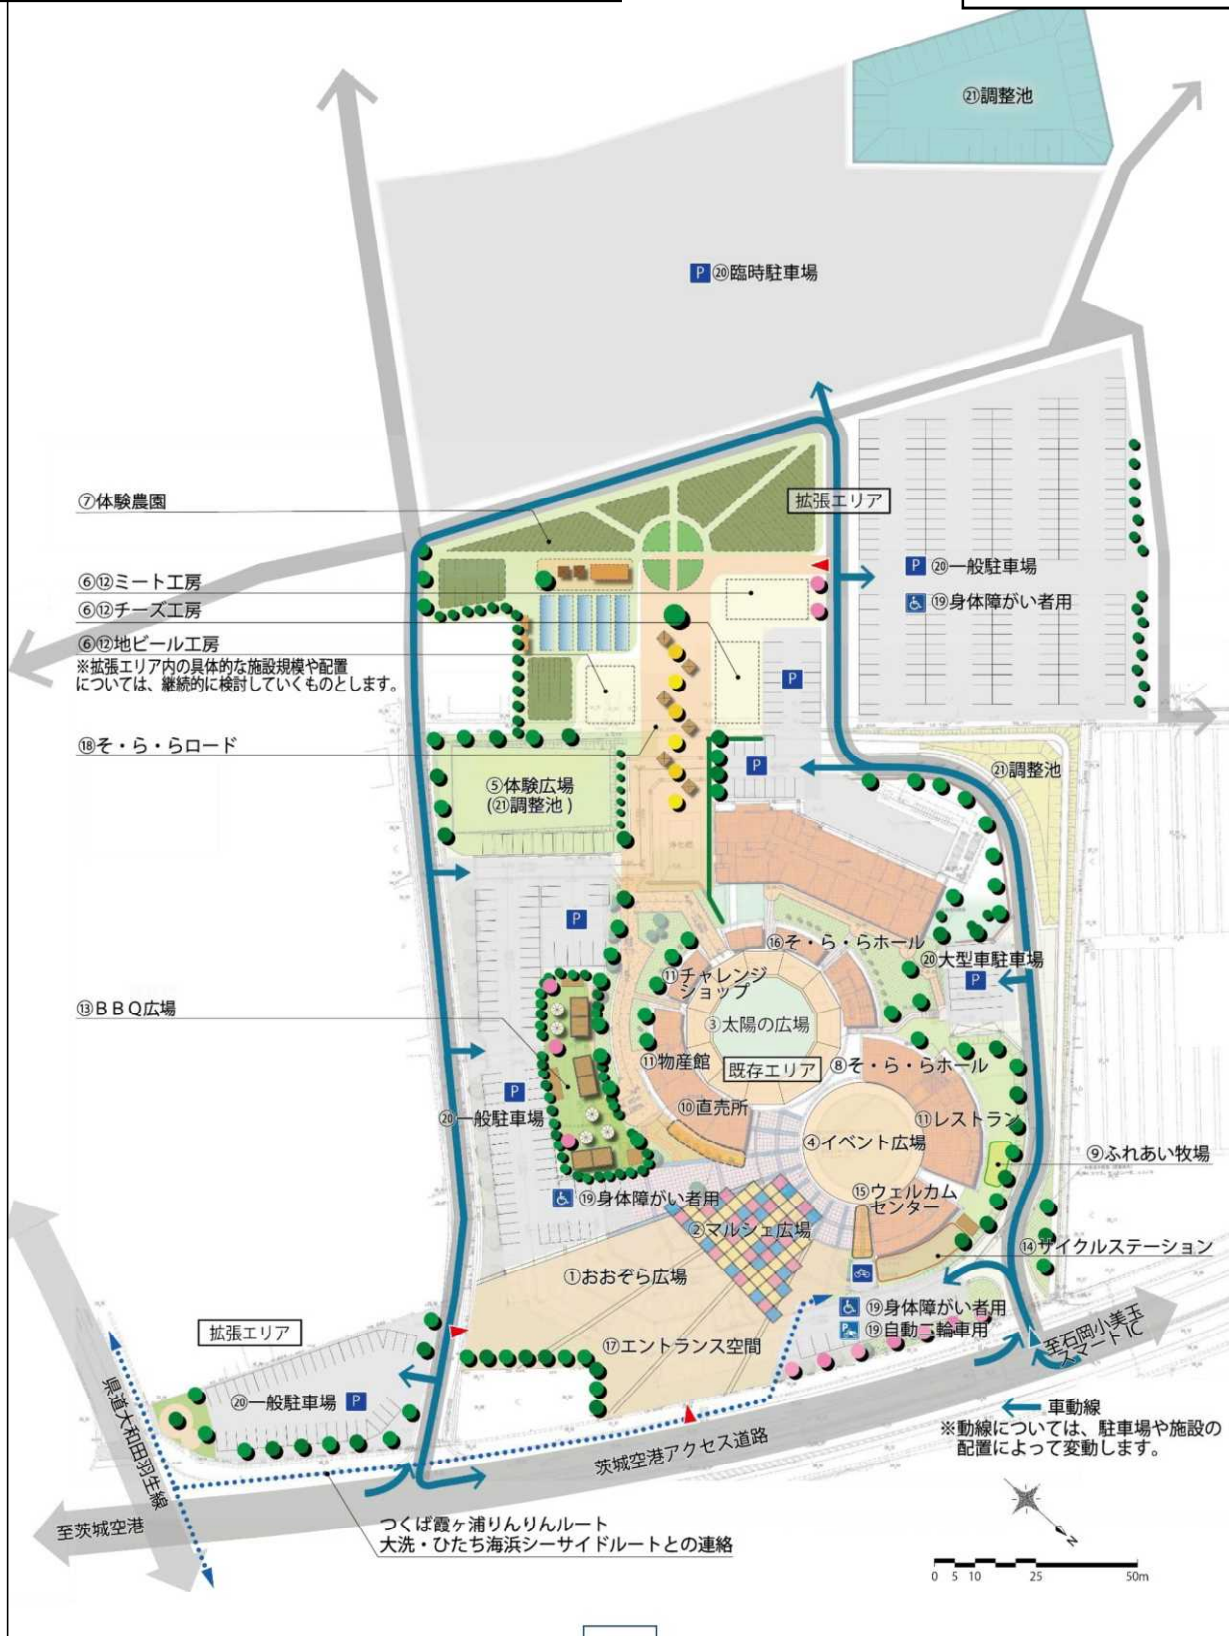 ㉑調整池
P ⑳臨時駐車場
⑦体験農園
拡張エリア
P ⑳一般駐車場
⑥⑫ミート工房
⑲身体障がい者用
⑥⑫チーズ工房
⑥⑫地ビール工房
※拡張エリア内の具体的な施設規模や配置
については、継続的に検討していくものとします。
P
⑱そ・ら・らロード
P
㉑調整池
⑤体験広場
(㉑調整池)
P
⑯そ・ら・らホール
⑳大型車駐車場
P
⑪チャレンジ
ショップ
⑬ＢＢＱ広場
③太陽の広場
⑪物産館
既存エリア
⑧そ・ら・らホール
P
⑳一般駐車場
⑩直売所
⑪レストラン
④イベント広場
⑨ふれあい牧場
⑲身体障がい者用
⑮ウェルカム
センター
②マルシェ広場
⑭サイクルステーション
①おおぞら広場
⑲身体障がい者用
P ⑲自動二輪車用
拡張エリア
⑰エントランス空間
至石岡小美玉
スマートIC
⑳一般駐車場 P
県道大和田羽生線
車動線
※動線については、駐車場や施設の
配置によって変動します。
茨城空港アクセス道路
至茨城空港
つくば霞ヶ浦りんりんルート
大洗・ひたち海浜シーサイドルートとの連絡
N
0 5 10 25 50m